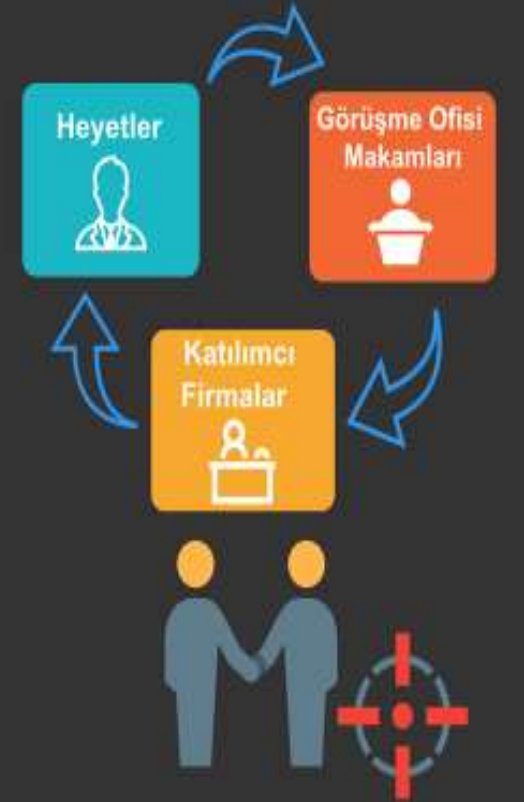 Heyetler
Görüşme Ofisi
Makamları
Katılımcı
Firmalar